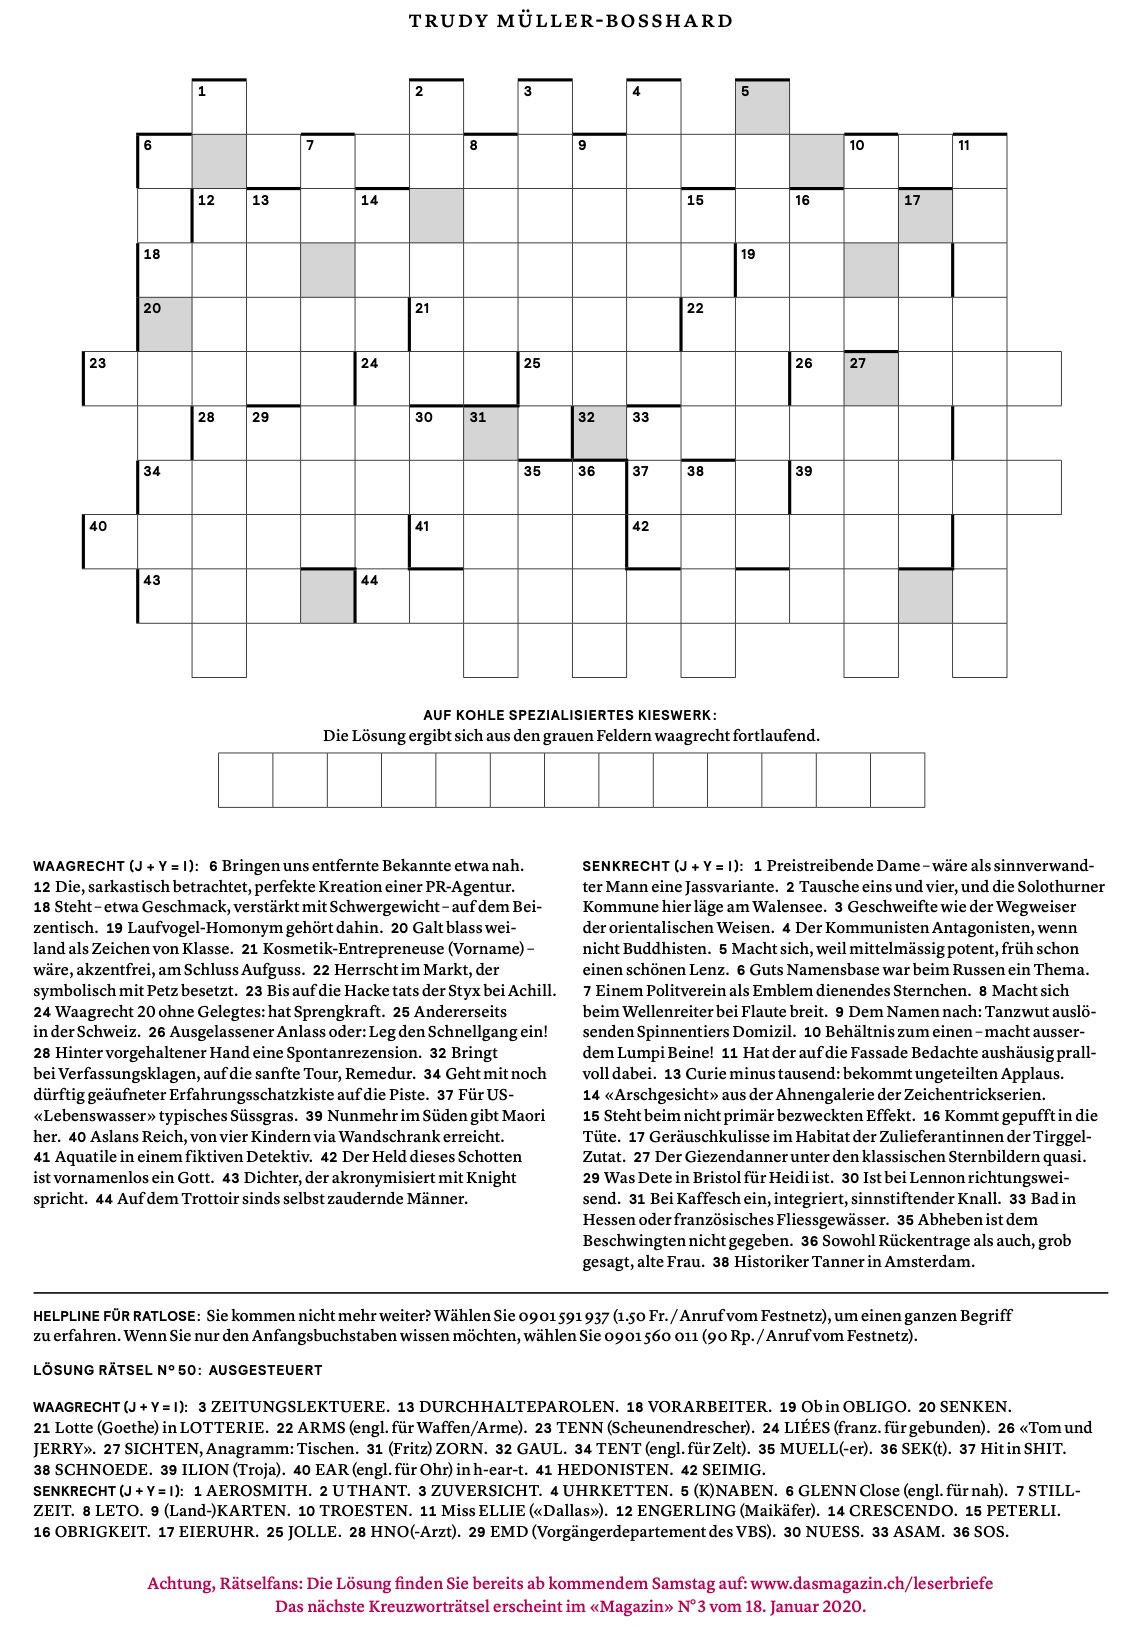 TRUDY MÜLLER-BOSSHARD
1 2 3 4 5
6 7 8 9 10 11
12 13 14 15 16 17
18 19
20 21 22
23 24 25 26 27
28 29 30 31 32 33
34 35 36 37 38 39
40 41 42
43 44
AUF KOHLE SPEZIALISIERTES KIESWERK:
Die Lösung ergibt sich aus den grauen Feldern waagrecht fortlaufend.
WAAGRECHT (J + Y = I): 6 Bringen uns entfernte Bekannte etwa nah.
12 Die, sarkastisch betrachtet, perfekte Kreation einer PR-Agentur.
18 Steht – etwa Geschmack, verstärkt mit Schwergewicht – auf dem Bei-
zentisch. 19 Laufvogel-Homonym gehört dahin. 20 Galt blass wei-
land als Zeichen von Klasse. 21 Kosmetik-Entrepreneuse (Vorname) –
wäre, akzentfrei, am Schluss Aufguss. 22 Herrscht im Markt, der
symbolisch mit Petz besetzt. 23 Bis auf die Hacke tats der Styx bei Achill.
24 Waagrecht 20 ohne Gelegtes: hat Sprengkraft. 25 Andererseits
in der Schweiz. 26 Ausgelassener Anlass oder: Leg den Schnellgang ein!
28 Hinter vorgehaltener Hand eine Spontanrezension. 32 Bringt
bei Verfassungsklagen, auf die sanfte Tour, Remedur. 34 Geht mit noch
dürftig geäufneter Erfahrungsschatzkiste auf die Piste. 37 Für US-
«Lebenswasser» typisches Süssgras. 39 Nunmehr im Süden gibt Maori
her. 40 Aslans Reich, von vier Kindern via Wandschrank erreicht.
41 Aquatile in einem fiktiven Detektiv. 42 Der Held dieses Schotten
ist vornamenlos ein Gott. 43 Dichter, der akronymisiert mit Knight
spricht. 44 Auf dem Trottoir sinds selbst zaudernde Männer.
SENKRECHT (J + Y = I): 1 Preistreibende Dame – wäre als sinnverwand-
ter Mann eine Jassvariante. 2 Tausche eins und vier, und die Solothurner
Kommune hier läge am Walensee. 3 Geschweifte wie der Wegweiser
der orientalischen Weisen. 4 Der Kommunisten Antagonisten, wenn
nicht Buddhisten. 5 Macht sich, weil mittelmässig potent, früh schon
einen schönen Lenz. 6 Guts Namensbase war beim Russen ein Thema.
7 Einem Politverein als Emblem dienendes Sternchen. 8 Macht sich
beim Wellenreiter bei Flaute breit. 9 Dem Namen nach: Tanzwut auslö-
senden Spinnentiers Domizil. 10 Behältnis zum einen – macht ausser-
dem Lumpi Beine! 11 Hat der auf die Fassade Bedachte aushäusig prall-
voll dabei. 13 Curie minus tausend: bekommt ungeteilten Applaus.
14 «Arschgesicht» aus der Ahnengalerie der Zeichentrickserien.
15 Steht beim nicht primär bezweckten Effekt. 16 Kommt gepufft in die
Tüte. 17 Geräuschkulisse im Habitat der Zulieferantinnen der Tirggel-
Zutat. 27 Der Giezendanner unter den klassischen Sternbildern quasi.
29 Was Dete in Bristol für Heidi ist. 30 Ist bei Lennon richtungswei-
send. 31 Bei Kaffesch ein, integriert, sinnstiftender Knall. 33 Bad in
Hessen oder französisches Fliessgewässer. 35 Abheben ist dem
Beschwingten nicht gegeben. 36 Sowohl Rückentrage als auch, grob
gesagt, alte Frau. 38 Historiker Tanner in Amsterdam.
HELPLINE FÜR RATLOSE: Sie kommen nicht mehr weiter? Wählen Sie 0901 591 937 (1.50 Fr. / Anruf vom Festnetz), um einen ganzen Begriff
zu erfahren. Wenn Sie nur den Anfangsbuchstaben wissen möchten, wählen Sie 0901 560 011 (90 Rp. / Anruf vom Festnetz).
LÖSUNG RÄTSEL Nº 50: AUSGESTEUERT
WAAGRECHT (J + Y = I): 3 ZEITUNGSLEKTUERE. 13 DURCHHALTEPAROLEN. 18 VORARBEITER. 19 Ob in OBLIGO. 20 SENKEN.
21 Lotte (Goethe) in LOTTERIE. 22 ARMS (engl. für Waffen/Arme). 23 TENN (Scheunendrescher). 24 LIÉES (franz. für gebunden). 26 «Tom und
JERRY». 27 SICHTEN, Anagramm: Tischen. 31 (Fritz) ZORN. 32 GAUL. 34 TENT (engl. für Zelt). 35 MUELL(-er). 36 SEK(t). 37 Hit in SHIT.
38 SCHNOEDE. 39 ILION (Troja). 40 EAR (engl. für Ohr) in h-ear-t. 41 HEDONISTEN. 42 SEIMIG.
SENKRECHT (J + Y = I): 1 AEROSMITH. 2 U THANT. 3 ZUVERSICHT. 4 UHRKETTEN. 5 (K)NABEN. 6 GLENN Close (engl. für nah). 7 STILL-
ZEIT. 8 LETO. 9 (Land-)KARTEN. 10 TROESTEN. 11 Miss ELLIE («Dallas»). 12 ENGERLING (Maikäfer). 14 CRESCENDO. 15 PETERLI.
16 OBRIGKEIT. 17 EIERUHR. 25 JOLLE. 28 HNO(-Arzt). 29 EMD (Vorgängerdepartement des VBS). 30 NUESS. 33 ASAM. 36 SOS.
Achtung, Rätselfans: Die Lösung finden Sie bereits ab kommendem Samstag auf: www.dasmagazin.ch/leserbriefe
Das nächste Kreuzworträtsel erscheint im «Magazin» Nº 3 vom 18. Januar 2020.